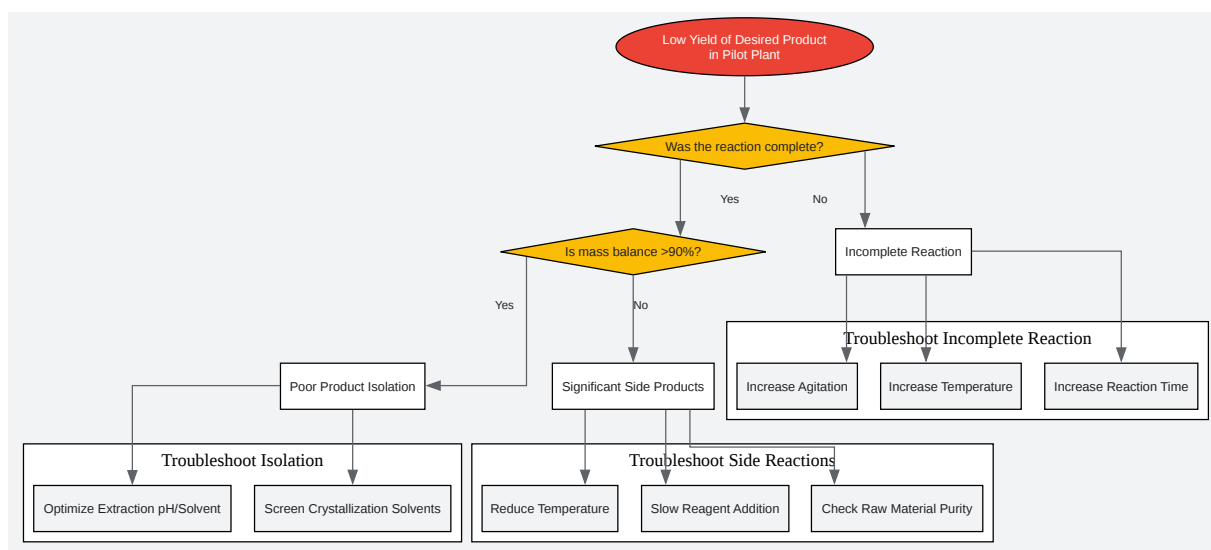 Low Yield of Desired Product
in Pilot Plant
Was the reaction complete?
Yes
No
Is mass balance >90%?
Incomplete Reaction
Yes
No
Troubleshoot Incomplete Reaction
Poor Product Isolation
Significant Side Products
Increase Agitation
Increase Temperature
Increase Reaction Time
Troubleshoot Isolation
Troubleshoot Side Reactions
Optimize Extraction pH/Solvent
Screen Crystallization Solvents
Reduce Temperature
Slow Reagent Addition
Check Raw Material Purity